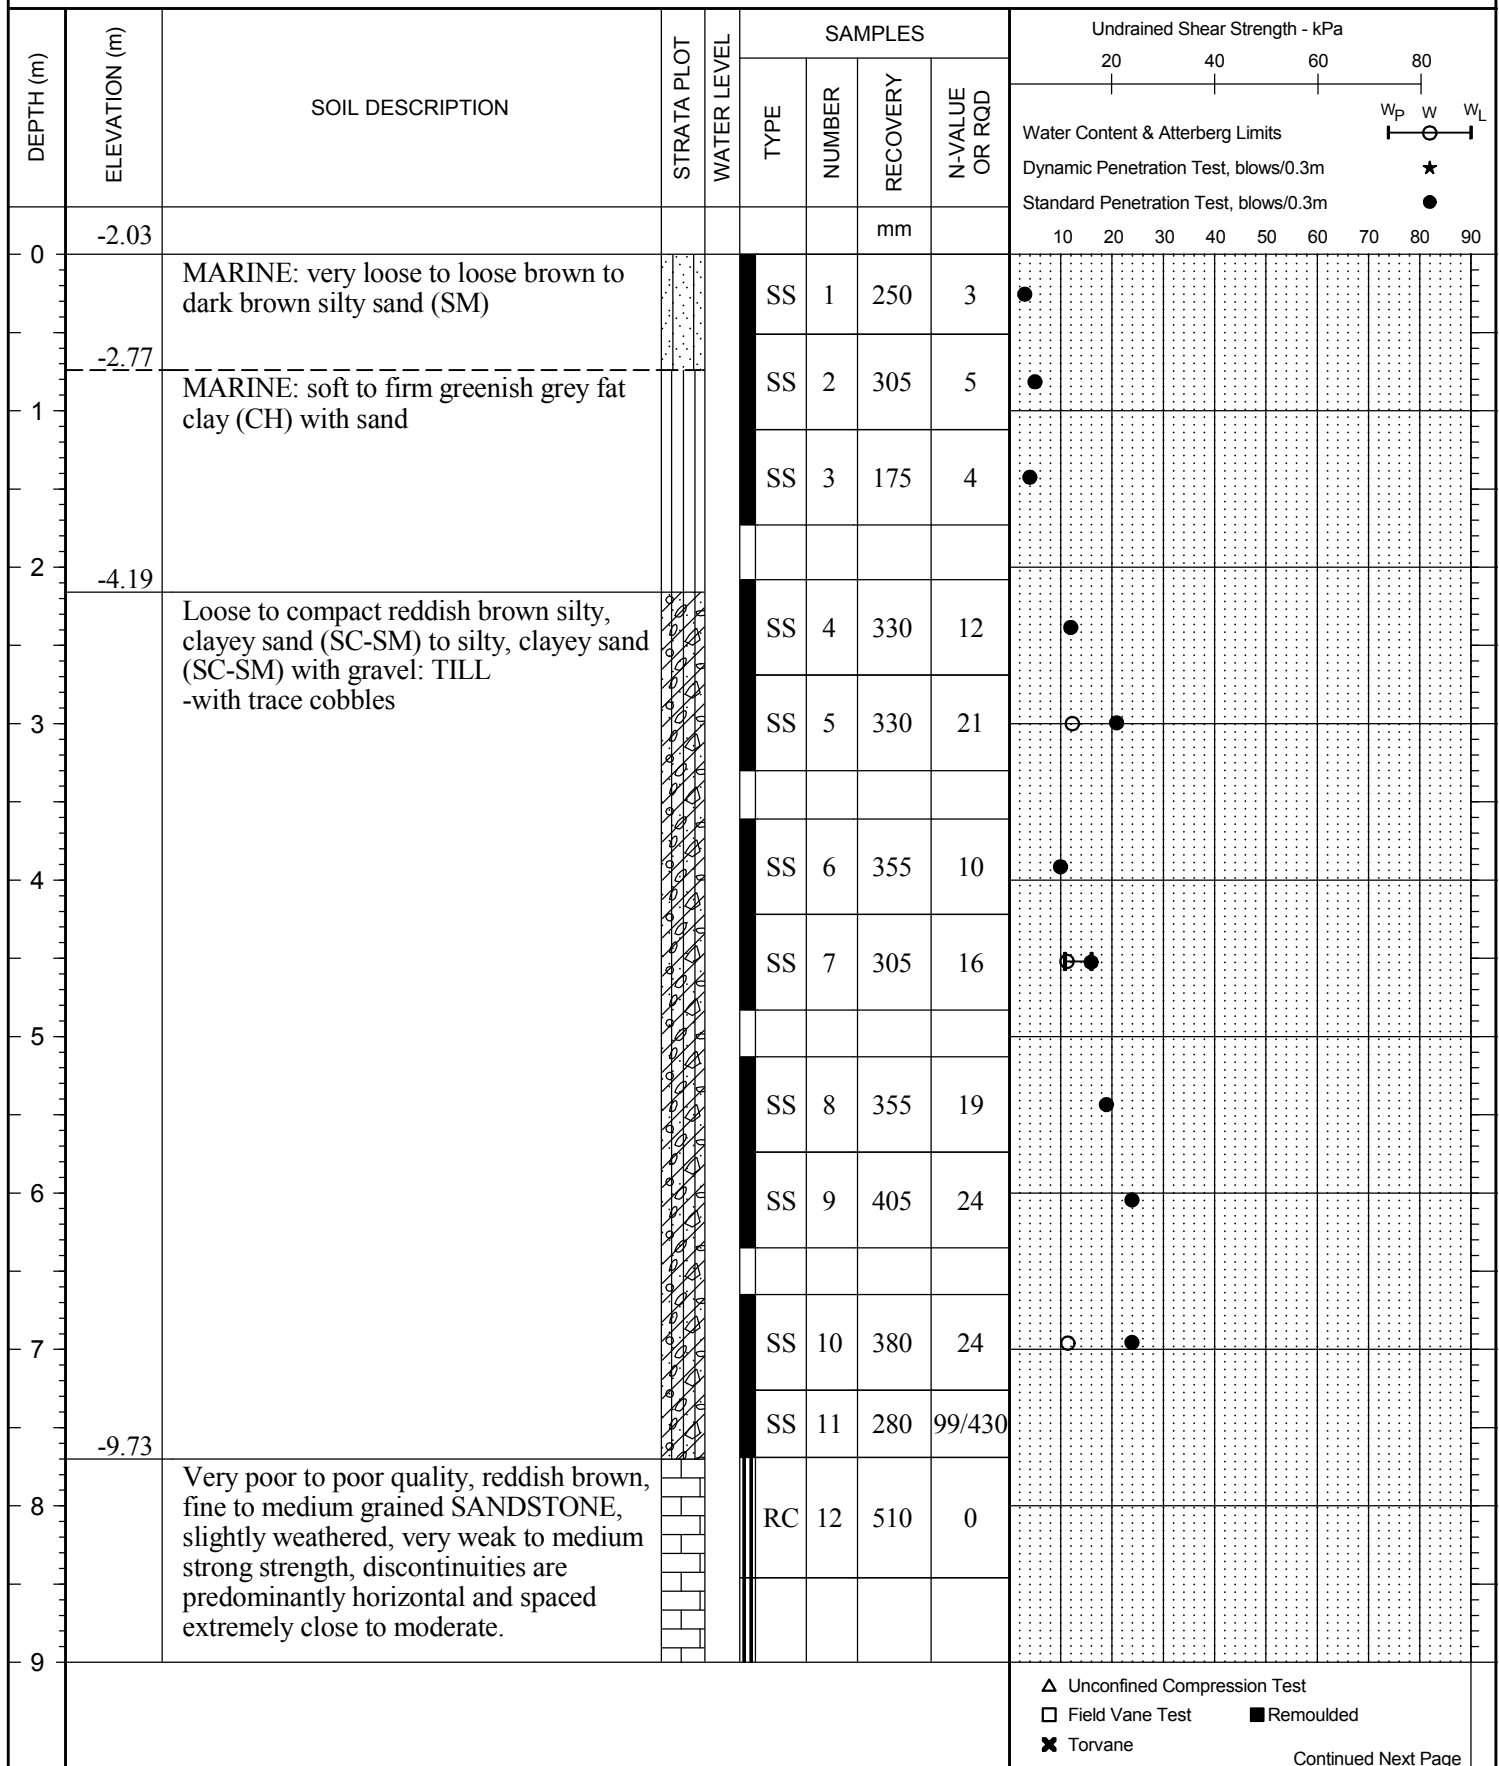 DEPTH (m)
ELEVATION (m)
SOIL DESCRIPTION
STRATA PLOT
WATER LEVEL
SAMPLES
TYPE
NUMBER
RECOVERY
N-VALUE
OR RQD
Undrained Shear Strength - kPa
20 40 60 80
WP W WL
Water Content & Atterberg Limits
Dynamic Penetration Test, blows/0.3m
Standard Penetration Test, blows/0.3m
mm
10 20 30 40 50 60 70 80 90
-2.03
0
MARINE: very loose to loose brown to
dark brown silty sand (SM)
SS 1 250 3
-2.77
MARINE: soft to firm greenish grey fat
clay (CH) with sand
SS 2 305 5
1
SS 3 175 4
2
-4.19
Loose to compact reddish brown silty,
clayey sand (SC-SM) to silty, clayey sand
(SC-SM) with gravel: TILL
-with trace cobbles
SS 4 330 12
3
SS 5 330 21
SS 6 355 10
4
SS 7 305 16
5
SS 8 355 19
6
SS 9 405 24
7
SS 10 380 24
SS 11 280 99/430
-9.73
Very poor to poor quality, reddish brown,
fine to medium grained SANDSTONE,
slightly weathered, very weak to medium
strong strength, discontinuities are
predominantly horizontal and spaced
extremely close to moderate.
8
RC 12 510 0
9
Unconfined Compression Test
Field Vane Test Remoulded
Torvane
Continued Next Page